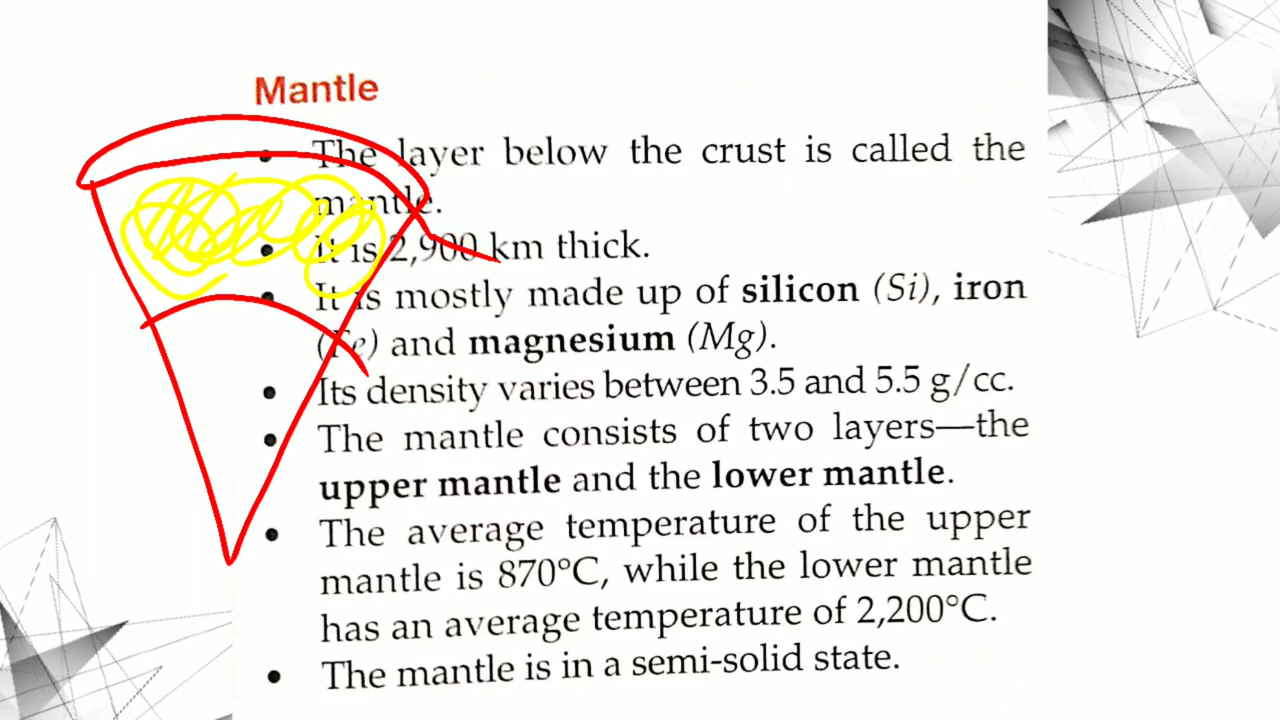 Mantle
• The layer below the crust is called the
mantle.
• It is 2,900 km thick.
• It is mostly made up of silicon (Si), iron
(Fe) and magnesium (Mg).
• Its density varies between 3.5 and 5.5 g/cc.
• The mantle consists of two layers—the
upper mantle and the lower mantle.
• The average temperature of the upper
mantle is 870°C, while the lower mantle
has an average temperature of 2,200°C.
• The mantle is in a semi-solid state.